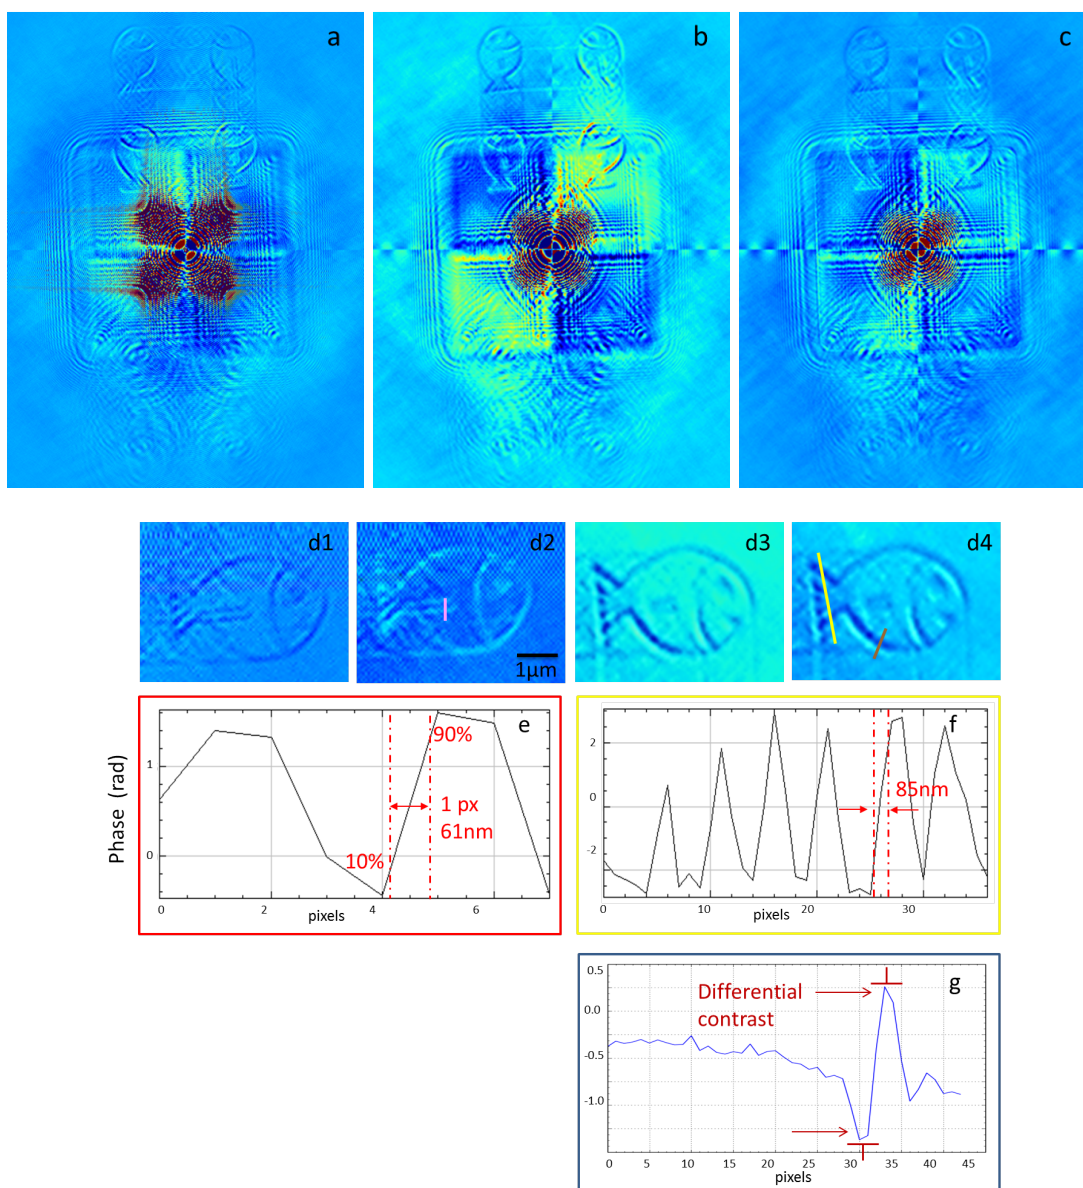 a
b
c
d1
d2
d3
d4
1μm
e
90%
1
1 px
61nm
0
10%
Phase (rad)
0
2
4
6
pixels
f
2
85nm
0
-2
0
10
20
30
pixels
g
0.5
Differential
contrast
0.0
-0.5
-1.0
0
5
10
15
20
25
30
35
40
45
pixels